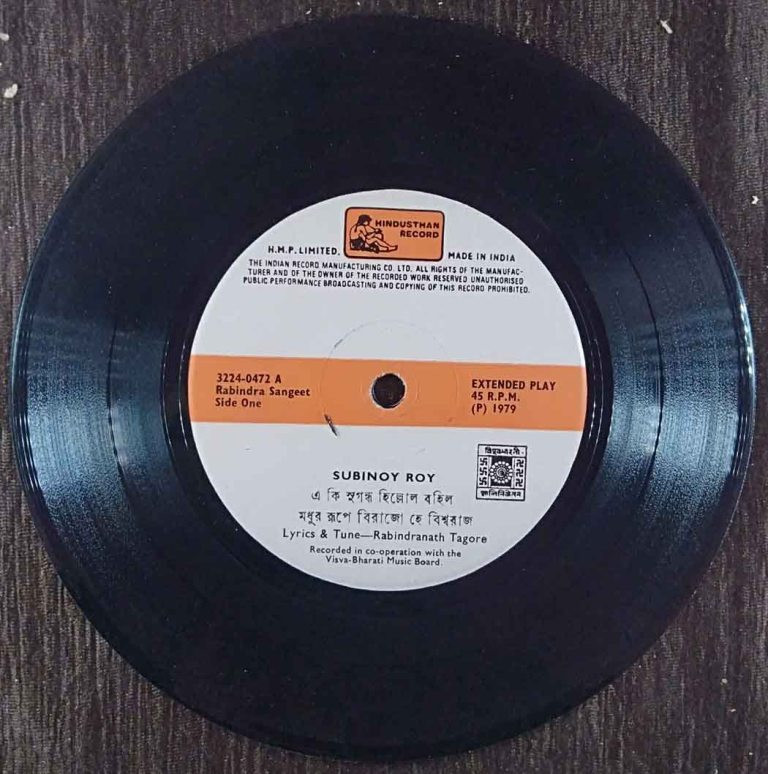 HINDUSTHAN
RECORD
H.M.P. LIMITED.
MADE IN INDIA
THE INDIAN RECORD MANUFACTURING CO. LTD. ALL RIGHTS OF THE MANUFAC-
TURER AND OF THE OWNER OF THE RECORDED WORK RESERVED UNAUTHORISED
PUBLIC PERFORMANCE BROADCASTING AND COPYING OF THIS RECORD PROHIBITED.
3224-0472 A
Rabindra Sangeet
Side One
EXTENDED PLAY
45 R.P.M.
(P) 1979
SUBINOY ROY
এ কি সুগন্ধ হিল্লোল বহিল
মধুর রূপে বিরাজো হে বিশ্বরাজ
Lyrics & Tune—Rabindranath Tagore
Recorded in co-operation with the
Visva-Bharati Music Board.
বিশ্বভারতী